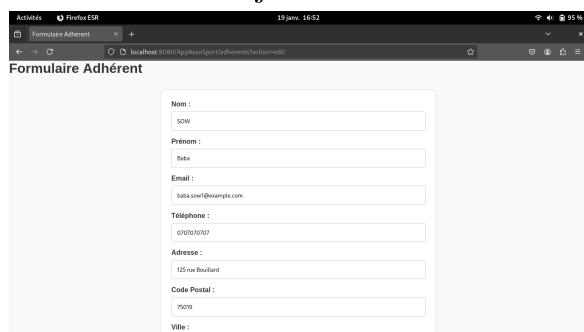 Activités Firefox ESR 19 janv. 16:52 95 %
Formulaire Adhérent × +
localhost:8080/AppAssoSport/adherents?action=edit
Formulaire Adhérent
Nom :
SOW
Prénom :
Baba
Email :
baba.sow1@example.com
Téléphone :
0707070707
Adresse :
125 rue Bouillard
Code Postal :
75019
Ville :